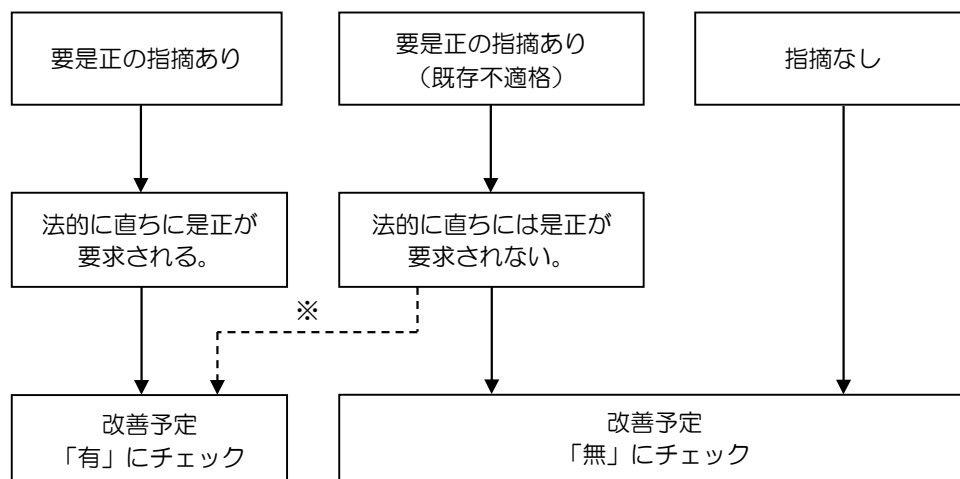 要是正の指摘あり
要是正の指摘あり
（既存不適格）
指摘なし
法的に直ちに是正が
要求される。
法的に直ちには是正が
要求されない。
※
改善予定
「有」にチェック
改善予定
「無」にチェック